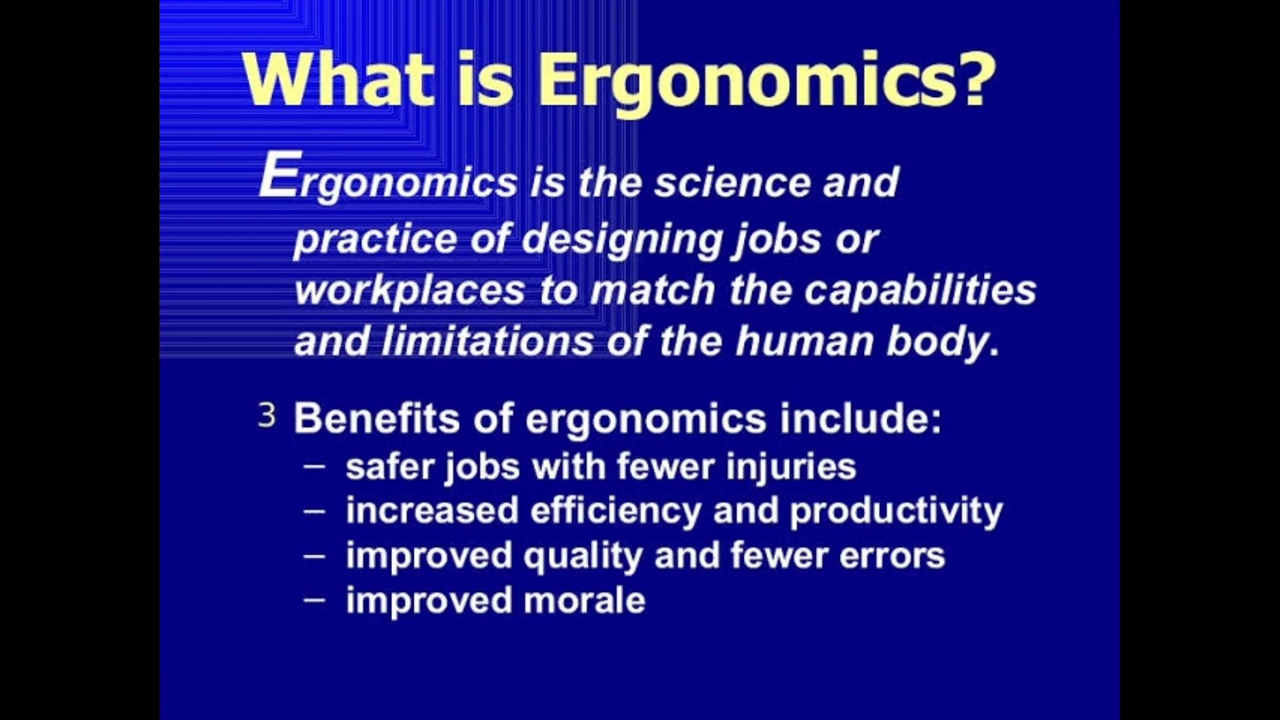 What is Ergonomics?
Ergonomics is the science and
practice of designing jobs or
workplaces to match the capabilities
and limitations of the human body.
3 Benefits of ergonomics include:
– safer jobs with fewer injuries
– increased efficiency and productivity
– improved quality and fewer errors
– improved morale